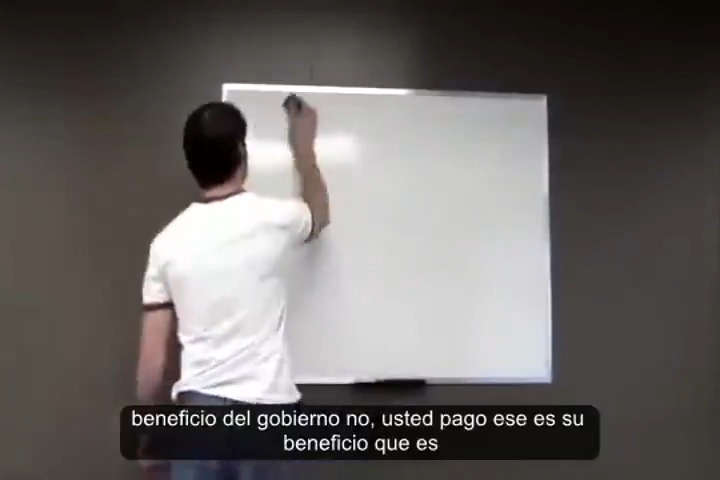 beneficio del gobierno no, usted pago ese es su
beneficio que es